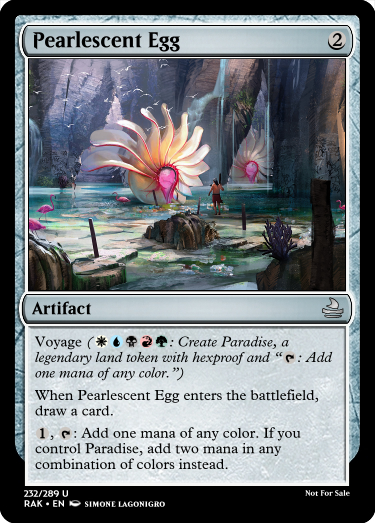 Pearlescent Egg 2
Artifact
Voyage (: Create Paradise, a
legendary land token with hexproof and “: Add
one mana of any color.”)
When Pearlescent Egg enters the battlefield,
draw a card.
1, : Add one mana of any color. If you
control Paradise, add two mana in any
combination of colors instead.
232/289 U
Not For Sale
RAK • EN SIMONE LAGONIGRO